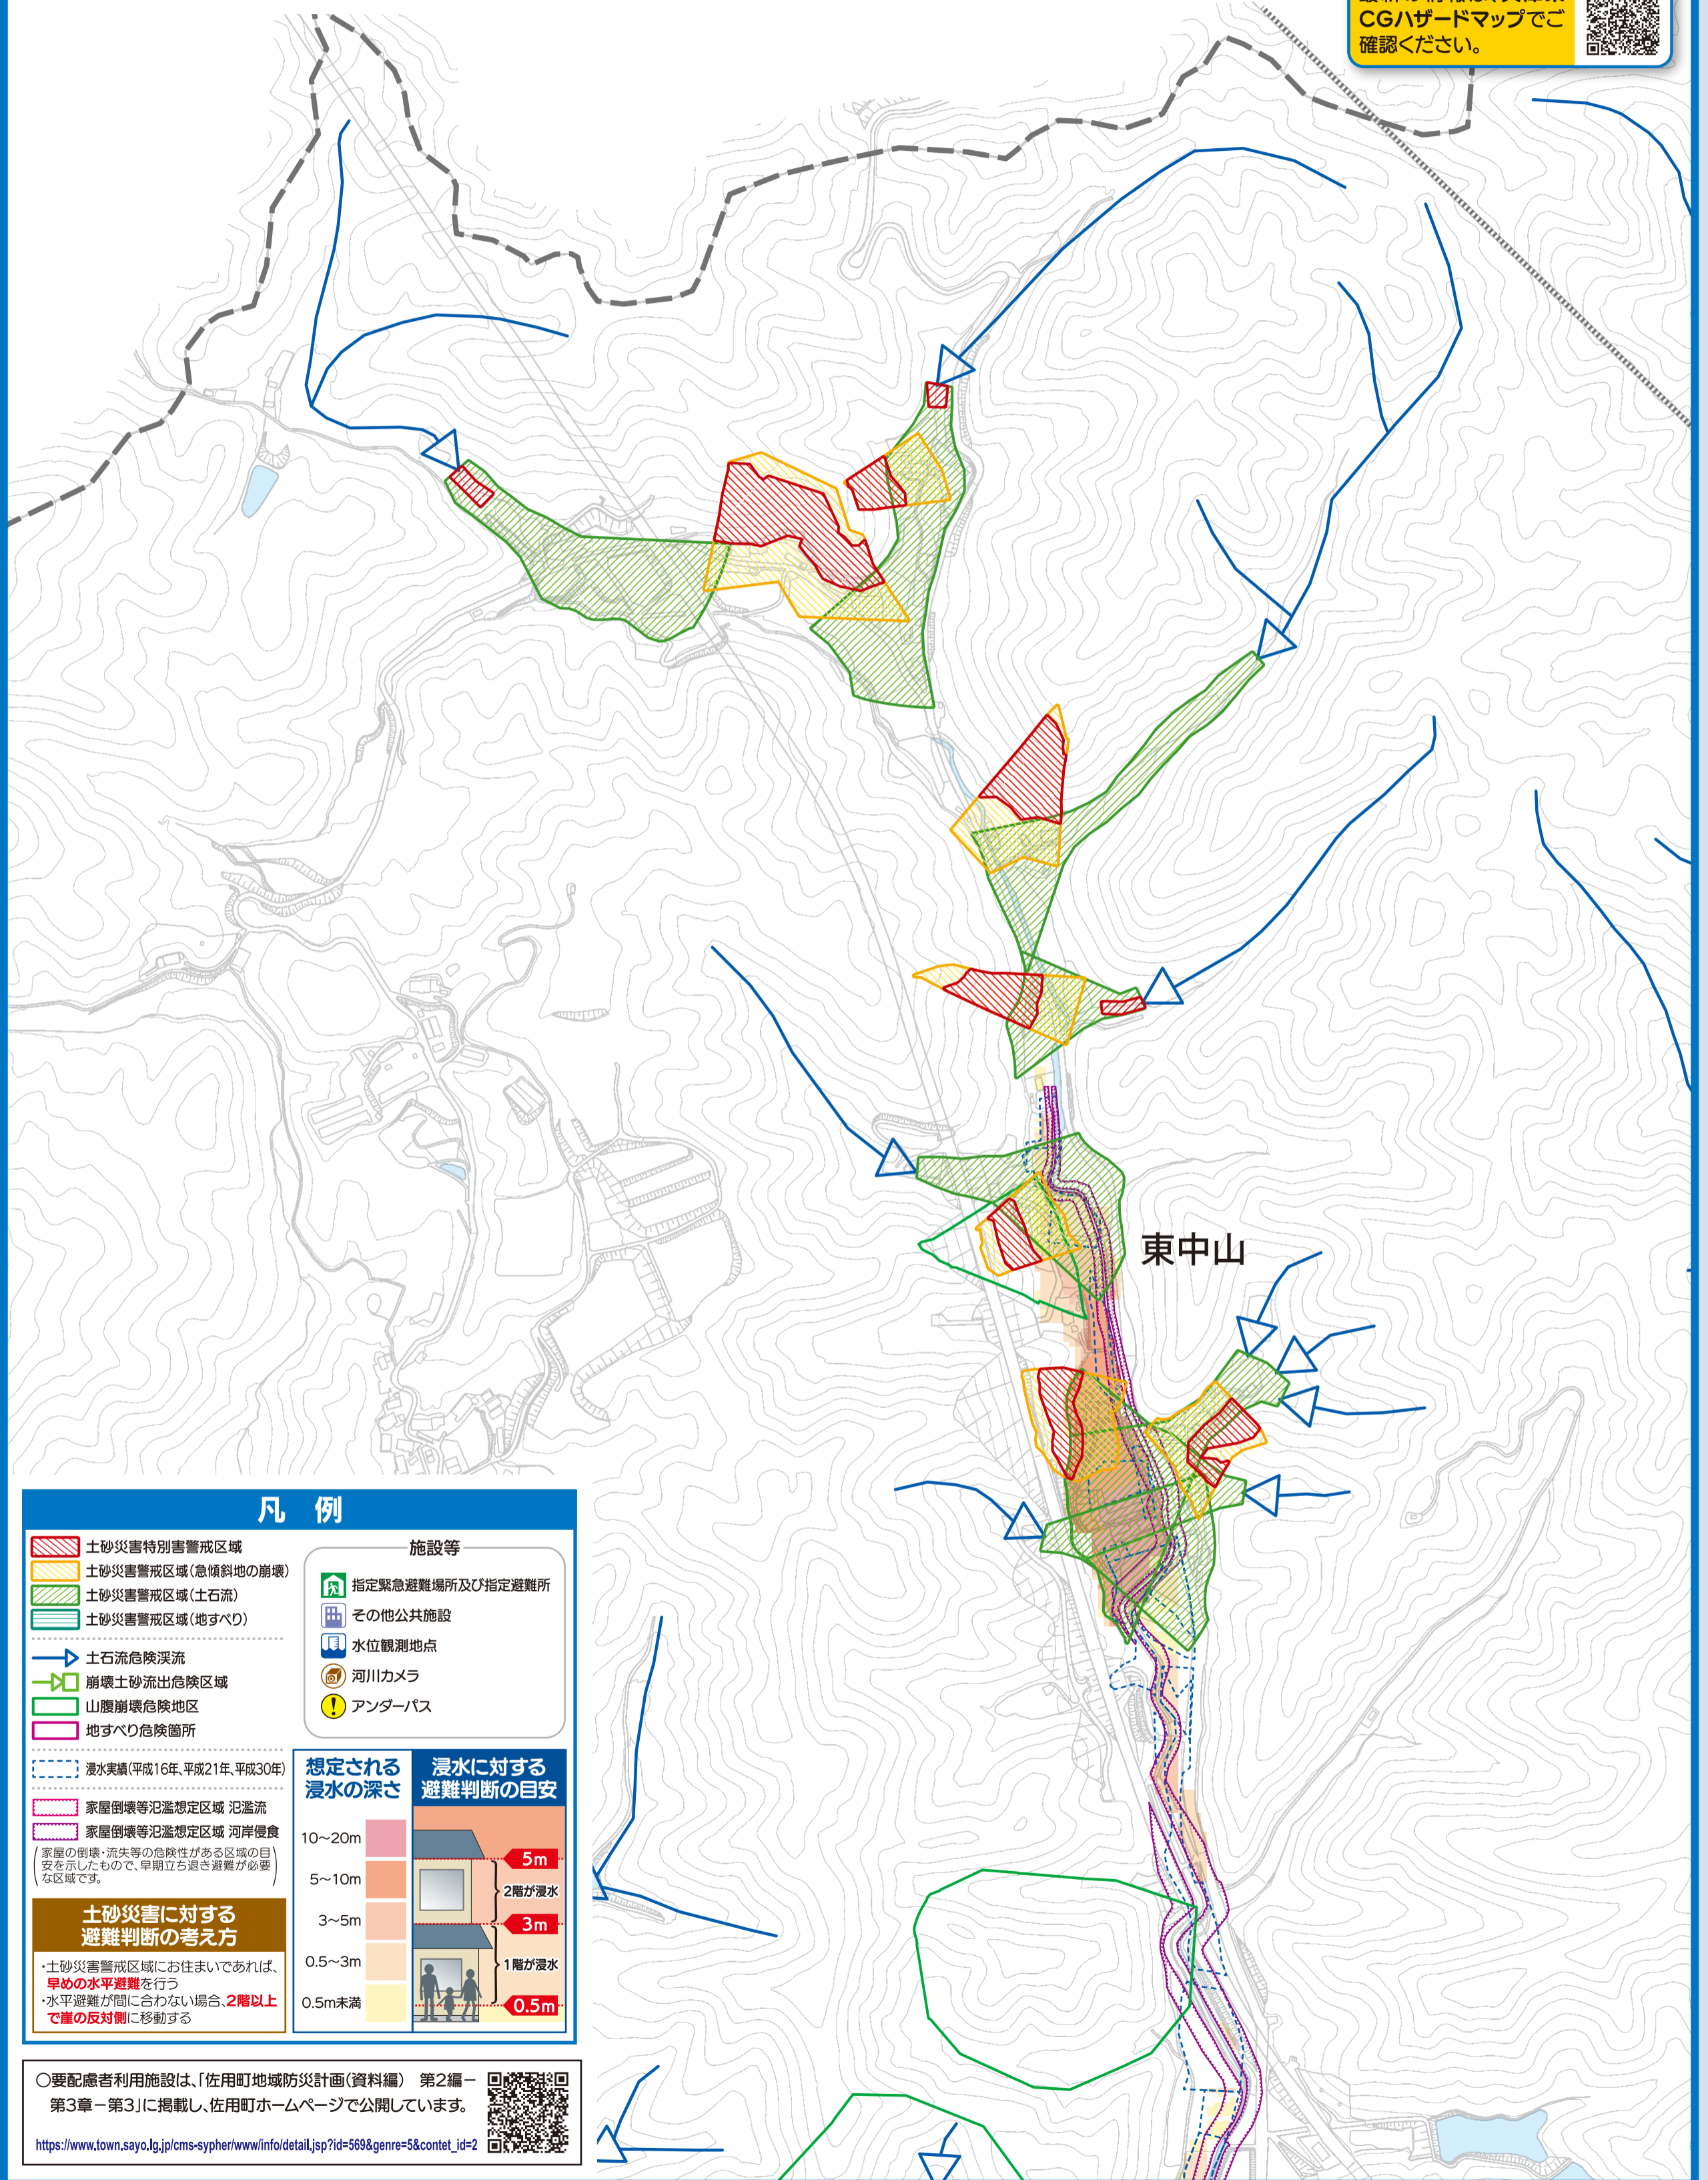 CGハザードマップでご
確認ください。
東中山
凡 例
土砂災害特別害警戒区域
土砂災害警戒区域(急傾斜地の崩壊)
土砂災害警戒区域(土石流)
土砂災害警戒区域(地すべり)
土石流危険渓流
崩壊土砂流出危険区域
山腹崩壊危険地区
地すべり危険箇所
浸水実績(平成16年、平成21年、平成30年)
家屋倒壊等氾濫想定区域 氾濫流
家屋倒壊等氾濫想定区域 河岸侵食
(家屋の倒壊・流失等の危険性がある区域の目
安を示したもので、早期立ち退き避難が必要
な区域です。)
施設等
指定緊急避難場所及び指定避難所
その他公共施設
水位観測地点
河川カメラ
アンダーパス
土砂災害に対する
避難判断の考え方
・土砂災害警戒区域にお住まいであれば、
早めの水平避難を行う
・水平避難が間に合わない場合、2階以上
で崖の反対側に移動する
想定される
浸水の深さ
10～20m
5～10m
3～5m
0.5～3m
0.5m未満
浸水に対する
避難判断の目安
5m
2階が浸水
3m
1階が浸水
0.5m
○要配慮者利用施設は、「佐用町地域防災計画(資料編) 第2編－
第3章－第3」に掲載し、佐用町ホームページで公開しています。
https://www.town.sayo.lg.jp/cms-sypher/www/info/detail.jsp?id=569&genre=5&contet_id=2